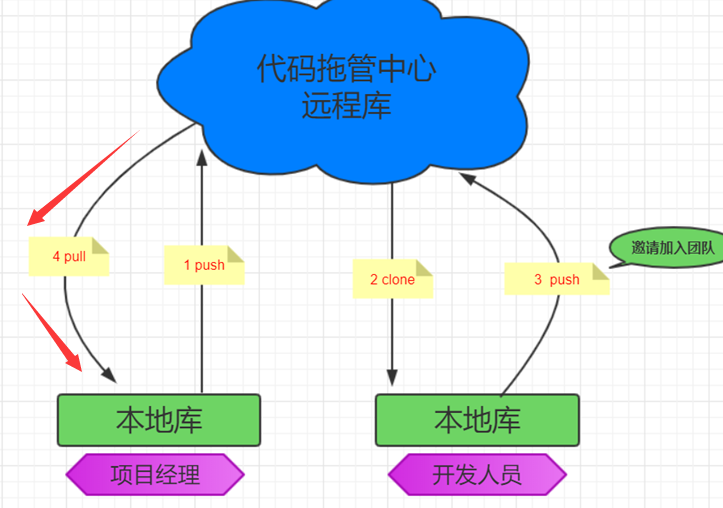 代码拖管中心
远程库
4 pull
1 push
2 clone
3 push
邀请加入团队
本地库
本地库
项目经理
开发人员